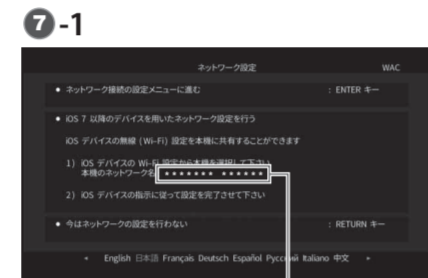 7 -1
ネットワーク設定 WAC
● ネットワーク接続の設定メニューに進む : ENTER キー
● iOS 7 以降のデバイスを用いたネットワーク設定を行う
iOS デバイスの無線 (Wi-Fi) 設定を本機に共有することができます
1) iOS デバイスの Wi-Fi 設定から本機を選択して下さい
本機のネットワーク名 ******* ******
2) iOS デバイスの指示に従って設定を完了させて下さい
● 今はネットワークの設定を行わない : RETURN キー
◂ English 日本語 Français Deutsch Español Русский Italiano 中文 ▸